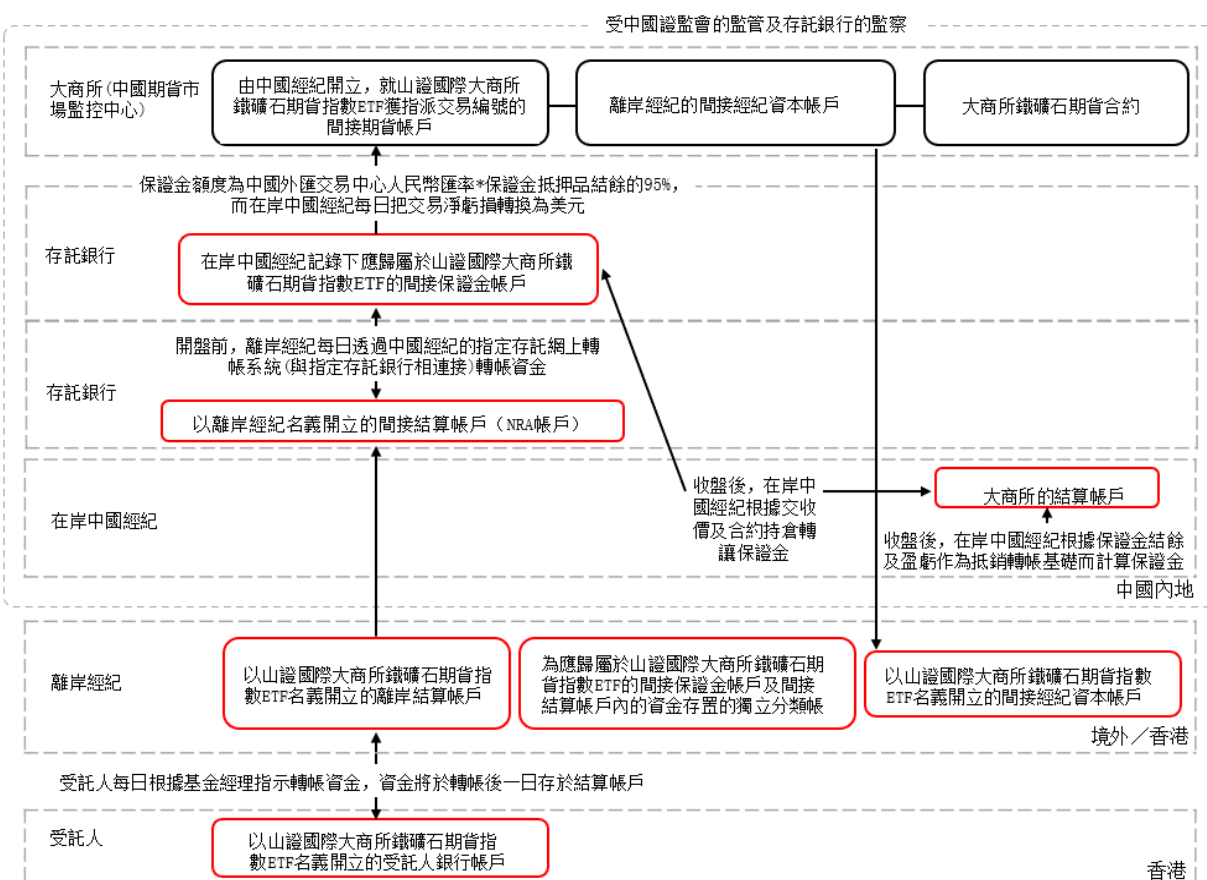 受中國證監會的監管及存託銀行的監察
大商所(中國期貨市
場監控中心)
由中國經紀開立，就山證國際大商所
鐵礦石期貨指數ETF獲指派交易編號的
間接期貨帳戶
離岸經紀的間接經紀資本帳戶
大商所鐵礦石期貨合約
保證金額度為中國外匯交易中心人民幣匯率*保證金抵押品結餘的95%，
而在岸中國經紀每日把交易淨虧損轉換為美元
存託銀行
在岸中國經紀記錄下應歸屬於山證國際大商所鐵
礦石期貨指數ETF的間接保證金帳戶
開盤前，離岸經紀每日透過中國經紀的指定存託網上轉
帳系統(與指定存託銀行相連接)轉帳資金
存託銀行
以離岸經紀名義開立的間接結算帳戶（NRA帳戶）
在岸中國經紀
收盤後，在岸中
國經紀根據交收
價及合約持倉轉
讓保證金
大商所的結算帳戶
收盤後，在岸中國經紀根據保證金結餘
及盈虧作為抵銷轉帳基礎而計算保證金
中國內地
離岸經紀
以山證國際大商所鐵礦石期貨指
數ETF名義開立的離岸結算帳戶
為應歸屬於山證國際大商所鐵礦石期
貨指數ETF的間接保證金帳戶及間接
結算帳戶內的資金存置的獨立分類帳
以山證國際大商所鐵礦石期貨指數
ETF名義開立的間接經紀資本帳戶
境外／香港
受託人每日根據基金經理指示轉帳資金，資金將於轉帳後一日存於結算帳戶
受託人
以山證國際大商所鐵礦石期貨指
數ETF名義開立的受託人銀行帳戶
香港